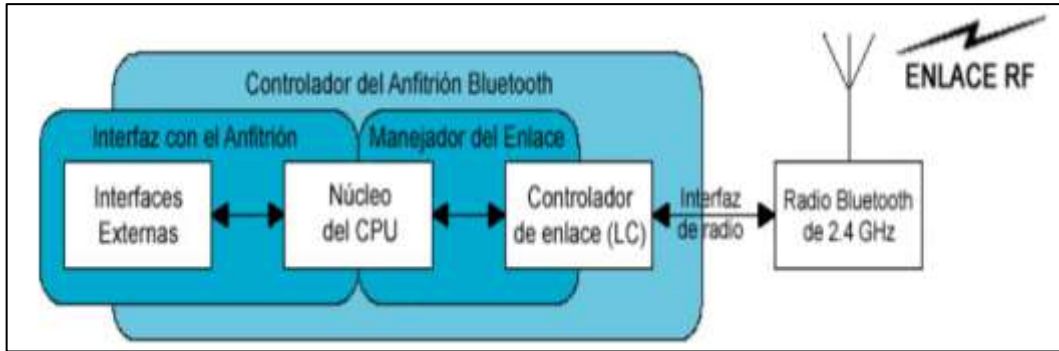 Controlador del Anfitrión Bluetooth
ENLACE RF
Interfaz con el Anfitrión
Manejador del Enlace
Interfaces
Externas
Núcleo
del CPU
Controlador
de enlace (LC)
Interfaz
de radio
Radio Bluetooth
de 2.4 GHz